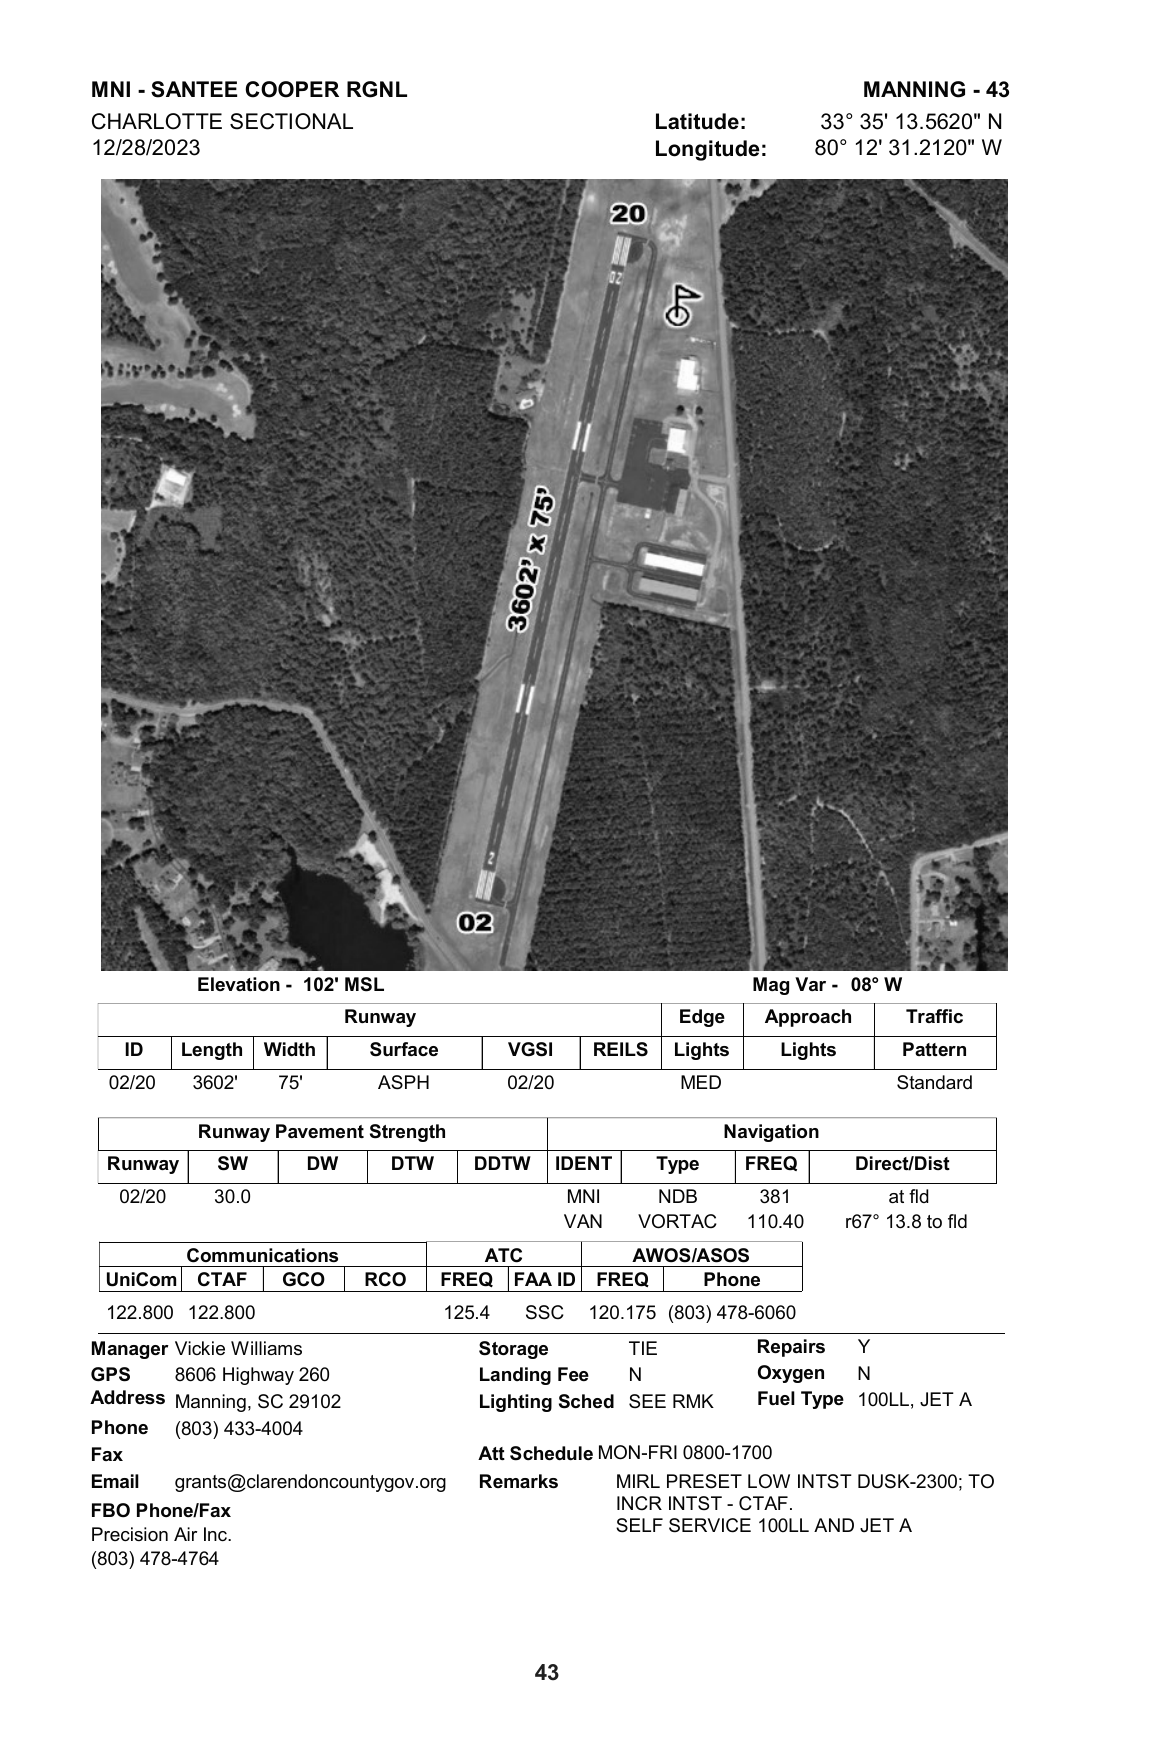 MNI - SANTEE COOPER RGNL MANNING - 43
CHARLOTTE SECTIONAL Latitude: 33° 35' 13.5620" N
12/28/2023 Longitude: 80° 12' 31.2120" W
20
20
3602' x 75'
2
02
Elevation - 102' MSL Mag Var - 08° W
Runway Edge Approach Traffic
ID Length Width Surface VGSI REILS Lights Lights Pattern
02/20 3602' 75' ASPH 02/20 MED Standard
Runway Pavement Strength Navigation
Runway SW DW DTW DDTW IDENT Type FREQ Direct/Dist
02/20 30.0 MNI NDB 381 at fld
VAN VORTAC 110.40 r67° 13.8 to fld
Communications ATC AWOS/ASOS
UniCom CTAF GCO RCO FREQ FAA ID FREQ Phone
122.800 122.800 125.4 SSC 120.175 (803) 478-6060
Manager Vickie Williams Storage TIE Repairs Y
GPS 8606 Highway 260 Landing Fee N Oxygen N
Address Manning, SC 29102 Lighting Sched SEE RMK Fuel Type 100LL, JET A
Phone (803) 433-4004
Fax Att Schedule MON-FRI 0800-1700
Email grants@clarendoncountygov.org Remarks MIRL PRESET LOW INTST DUSK-2300; TO
INCR INTST - CTAF.
FBO Phone/Fax SELF SERVICE 100LL AND JET A
Precision Air Inc.
(803) 478-4764
43